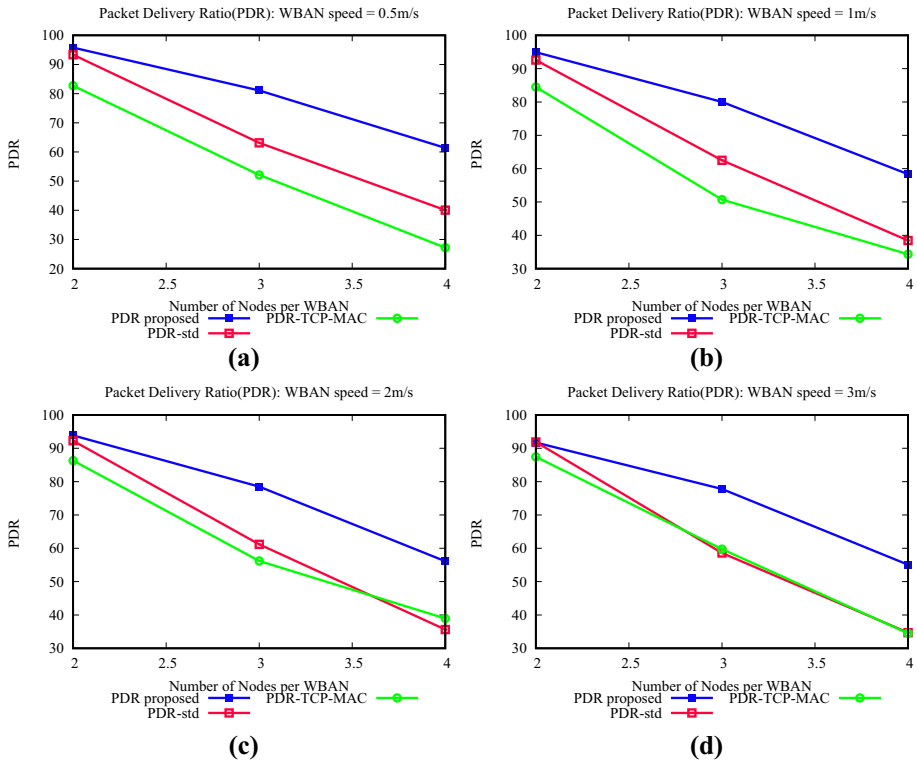 Packet Delivery Ratio(PDR): WBAN speed = 0.5m/s
100
90
80
70
60
50
40
30
20
PDR
2
2.5
3
3.5
4
Number of Nodes per WBAN
PDR proposed
PDR-TCP-MAC
PDR-std
(a)
Packet Delivery Ratio(PDR): WBAN speed = 1m/s
100
90
80
70
60
50
40
30
PDR
2
2.5
3
3.5
4
Number of Nodes per WBAN
PDR proposed
PDR-TCP-MAC
PDR-std
(b)
Packet Delivery Ratio(PDR): WBAN speed = 2m/s
100
90
80
70
60
50
40
30
PDR
2
2.5
3
3.5
4
Number of Nodes per WBAN
PDR proposed
PDR-TCP-MAC
PDR-std
(c)
Packet Delivery Ratio(PDR): WBAN speed = 3m/s
100
90
80
70
60
50
40
30
PDR
2
2.5
3
3.5
4
Number of Nodes per WBAN
PDR proposed
PDR-TCP-MAC
PDR-std
(d)